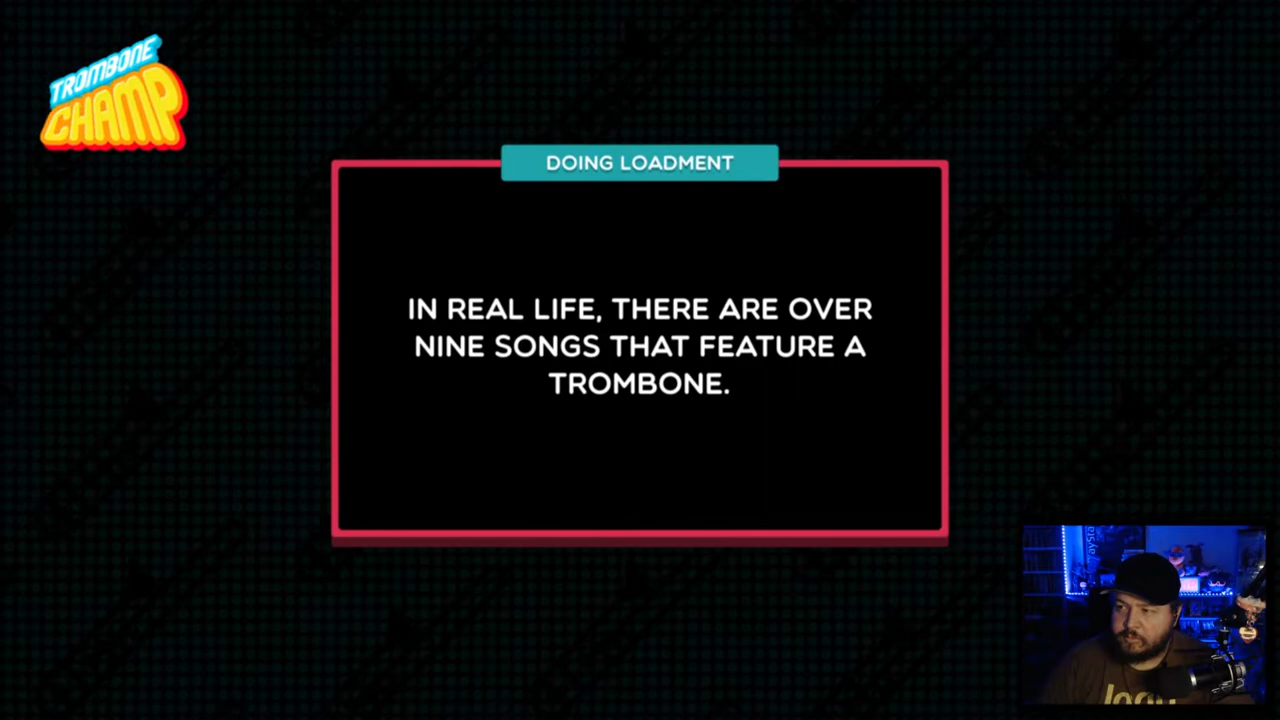 TROMBONE
CHAMP
DOING LOADMENT
IN REAL LIFE, THERE ARE OVER
NINE SONGS THAT FEATURE A
TROMBONE.